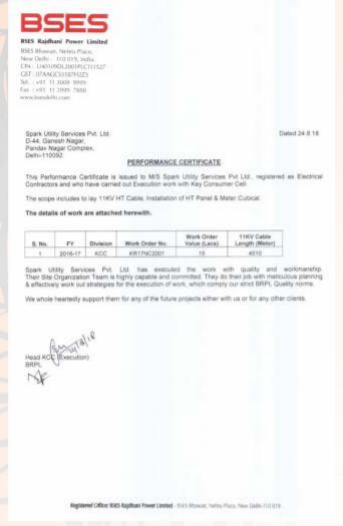 BSES
BSES Rajdhani Power Limited
BSES Bhawan, Nehru Place,
New Delhi - 110 019, India
CIN : U40109DL2001PLC111527
GST : 07AAGCS3187H2Z5
Tel. : +91 11 3009 9999
Fax : +91 11 2999 7888
www.bsesdelhi.com
Spark Utility Services Pvt. Ltd.
D-44, Ganesh Nagar,
Pandav Nagar Complex,
Delhi-110092
Dated 24.8.18
PERFORMANCE CERTIFICATE
This Performance Certificate is issued to M/S Spark Utility Services Pvt Ltd., registered as Electrical
Contractors and who have carried out Execution work with Key Consumer Cell.
The scope includes to lay 11KV HT Cable, Installation of HT Panel & Meter Cubical.
The details of work are attached herewith.
S. No. FY Division Work Order No. Work Order Value (Lacs) 11KV Cable Length (Meter)
1 2016-17 KCC 15 4510
Spark Utility Services Pvt. Ltd. has executed the work with quality and workmanship.
Their Site Organization Team is highly capable and committed. They do their job with meticulous planning
& effectively work out strategies for the execution of work, which comply our strict BRPL Quality norms.
We whole heartedly support them for any of the future projects either with us or for any other clients.
Head KCC (Execution)
BRPL
Registered Office: BSES Rajdhani Power Limited - BSES Bhawan, Nehru Place, New Delhi-110 019